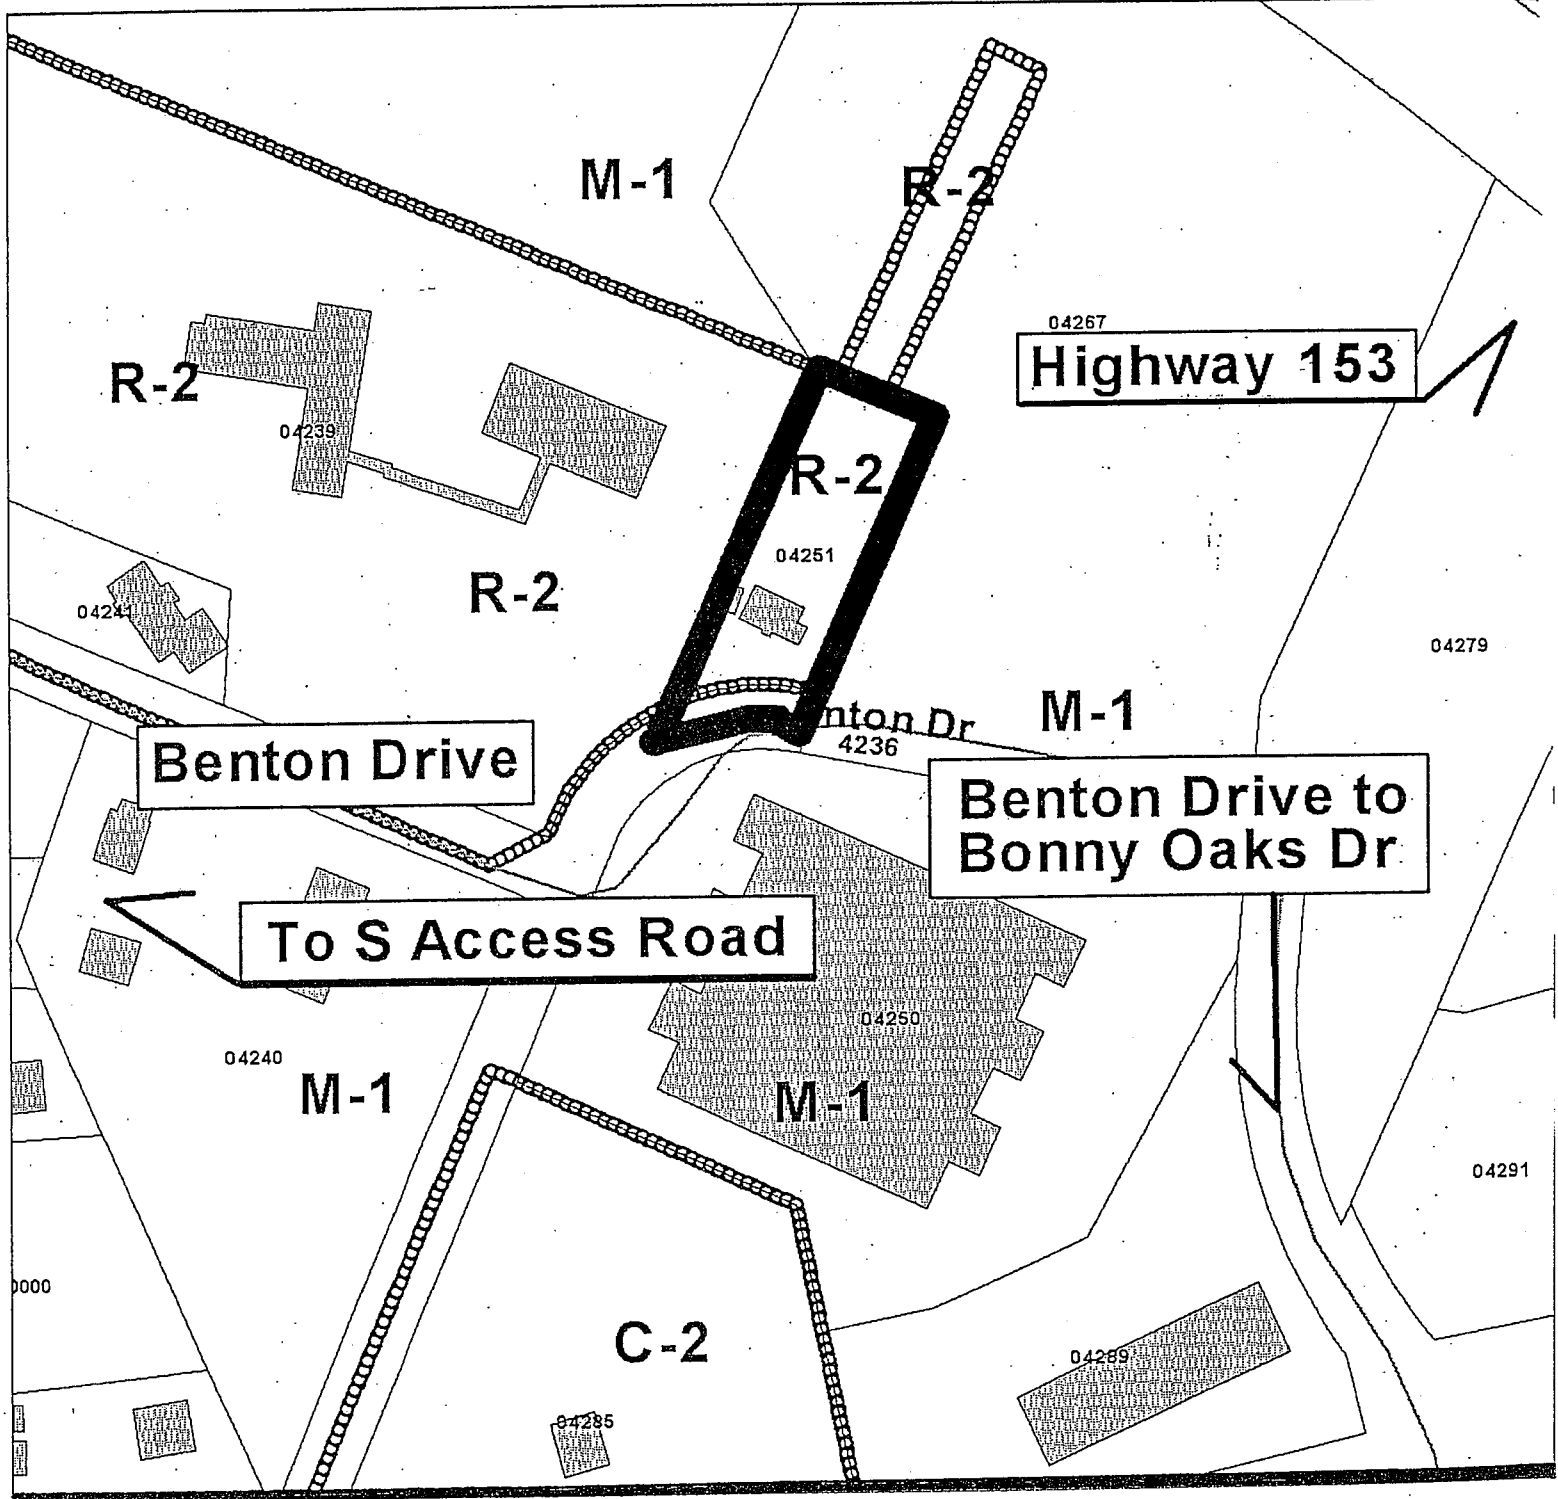 M-1
R-2
04267
Highway 153
R-2
04239
R-2
04251
R-2
04241
04279
M-1
nton Dr
4236
Benton Drive
Benton Drive to
Bonny Oaks Dr
To S Access Road
04250
04240
M-1
M-1
04291
0000
C-2
04289
04285